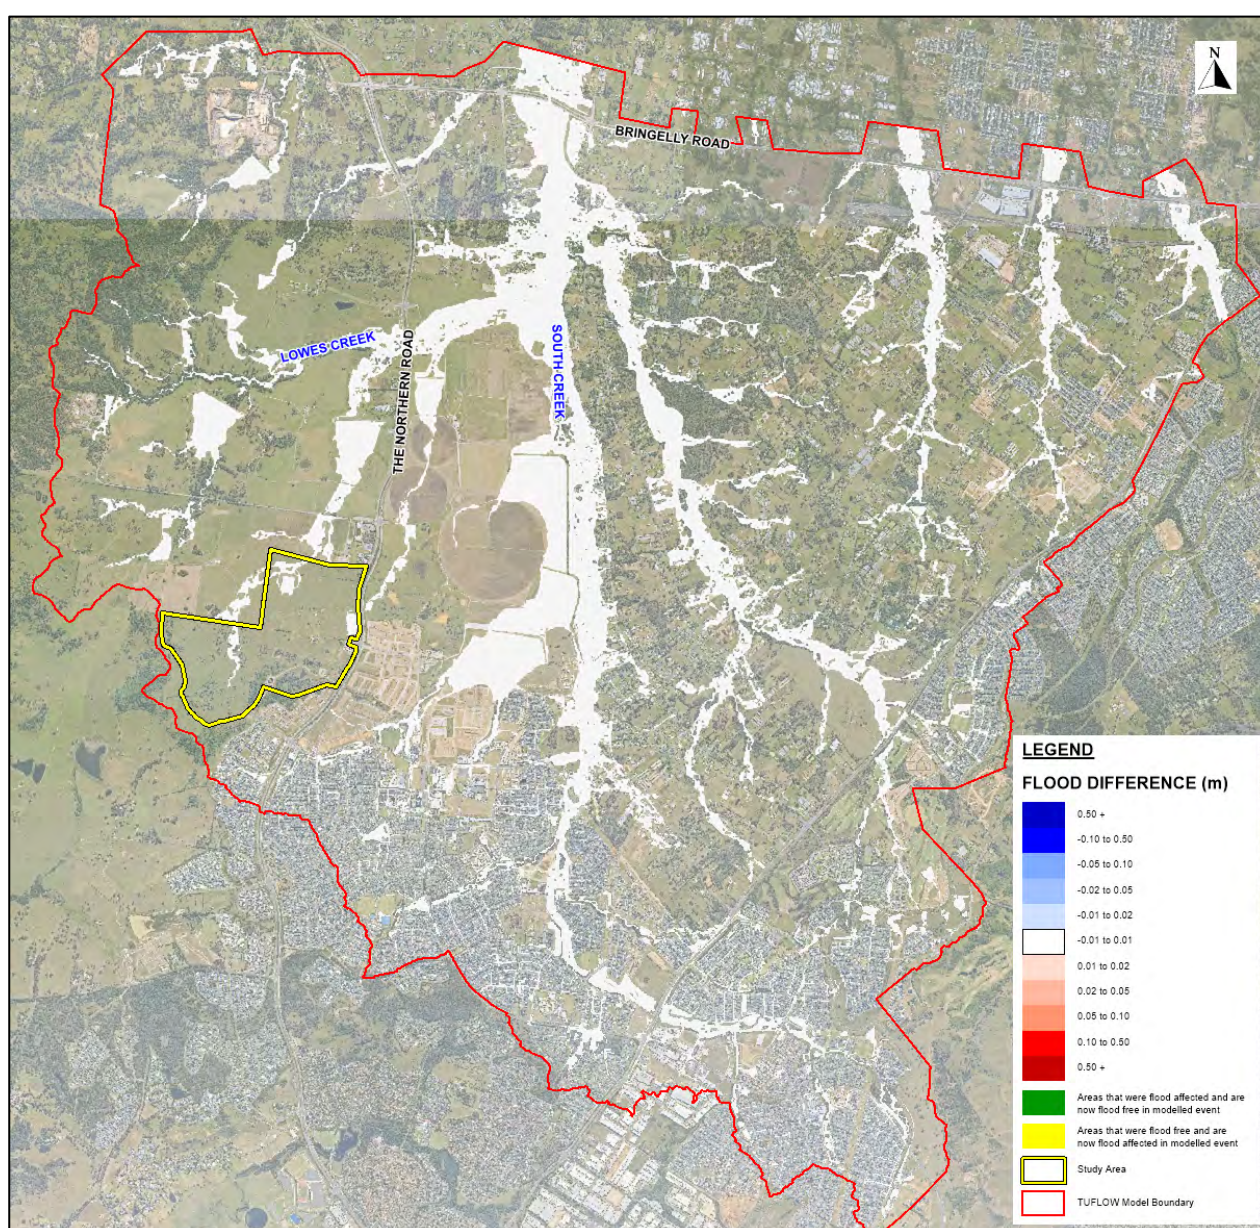 N
BRINGELLY ROAD
LOWES CREEK
THE NORTHERN ROAD
SOUTH CREEK
LEGEND
FLOOD DIFFERENCE (m)
0.50 +
-0.10 to 0.50
-0.05 to 0.10
-0.02 to 0.05
-0.01 to 0.02
-0.01 to 0.01
0.01 to 0.02
0.02 to 0.05
0.05 to 0.10
0.10 to 0.50
0.50 +
Areas that were flood affected and are
now flood free in modelled event
Areas that were flood free and are
now flood affected in modelled event
Study Area
TUFLOW Model Boundary